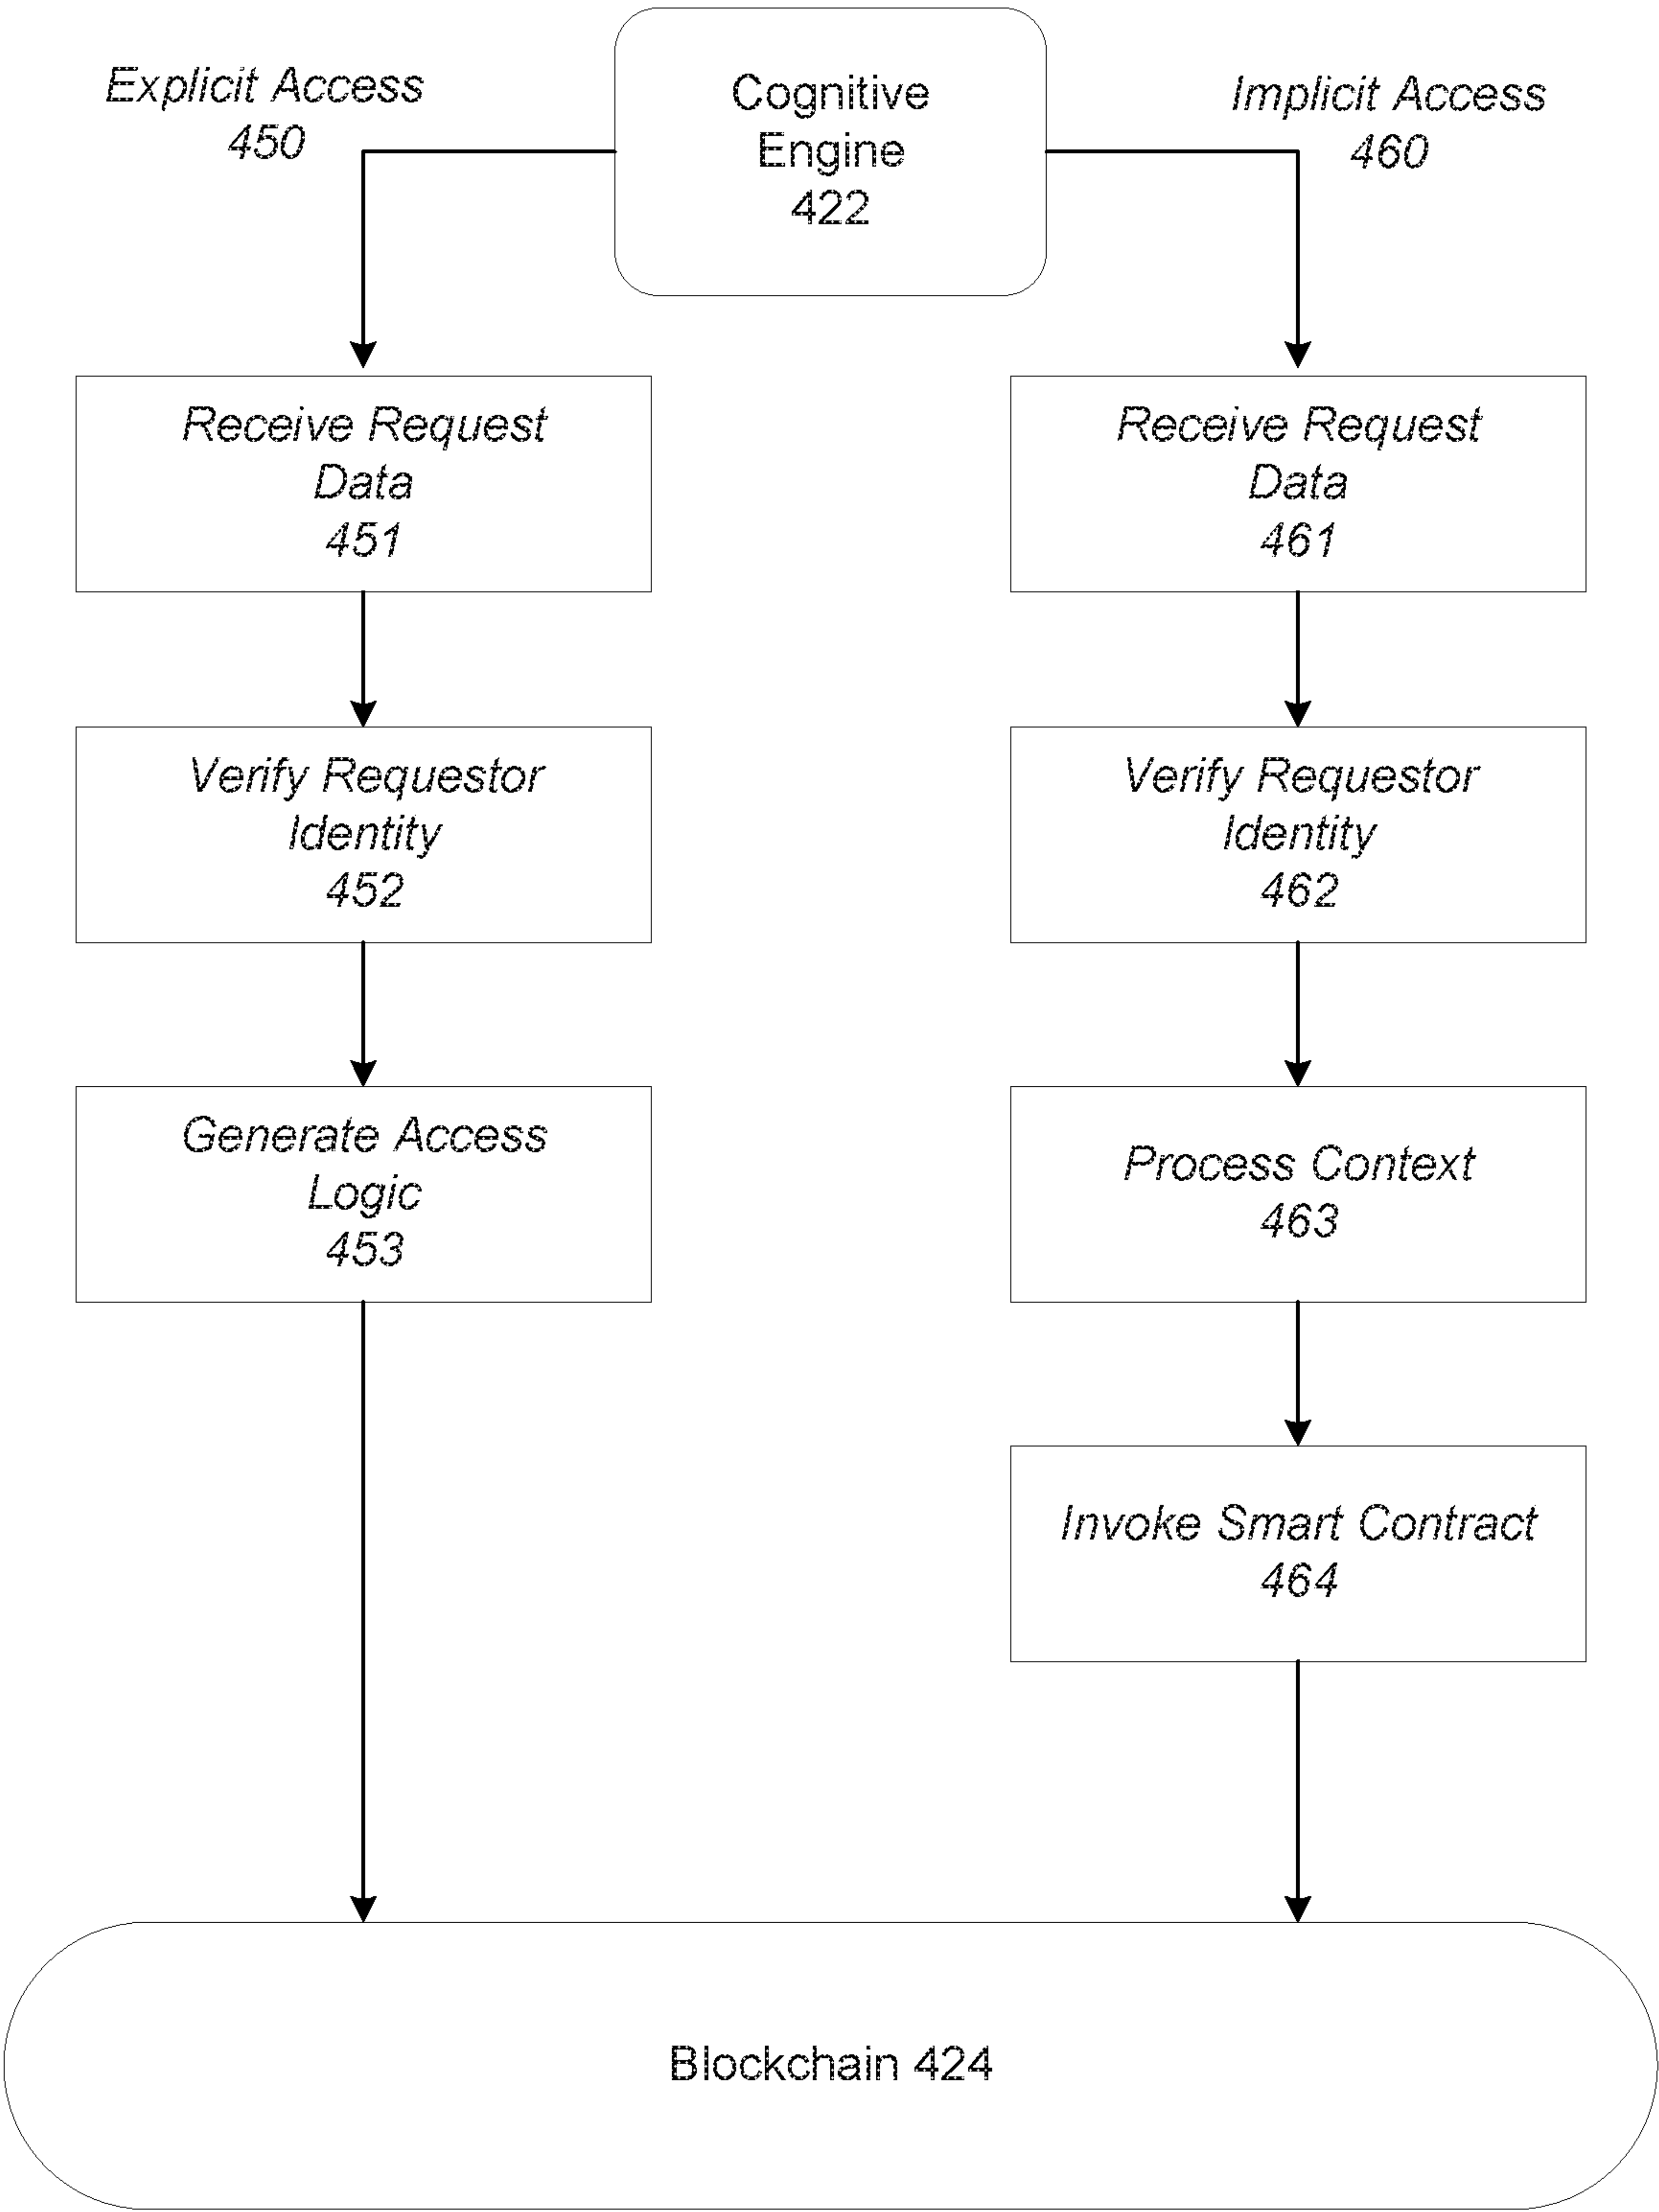 Explicit Access
450
Cognitive
Engine
422
Implicit Access
460
Receive Request
Data
451
Receive Request
Data
461
Verify Requestor
Identity
452
Verify Requestor
Identity
462
Generate Access
Logic
453
Process Context
463
Invoke Smart Contract
464
Blockchain 424